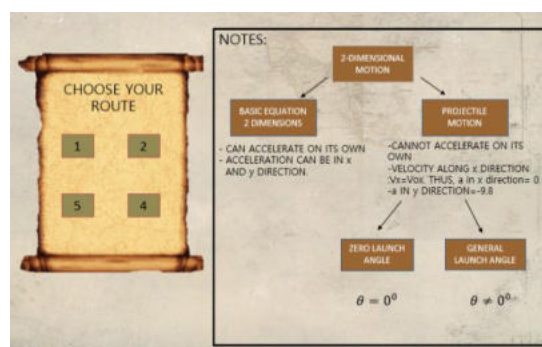 CHOOSE YOUR
ROUTE
1 2
5 4
NOTES:
2-DIMENSIONAL
MOTION
BASIC EQUATION
2 DIMENSIONS
- CAN ACCELERATE ON ITS OWN
- ACCELERATION CAN BE IN x
AND y DIRECTION.
PROJECTILE
MOTION
-CANNOT ACCELERATE ON ITS
OWN
-VELOCITY ALONG x DIRECTION
:Vx=Vox. THUS, a in x direction= 0
-a IN y DIRECTION=-9.8
ZERO LAUNCH
ANGLE
θ = 0⁰
GENERAL
LAUNCH ANGLE
θ ≠ 0⁰